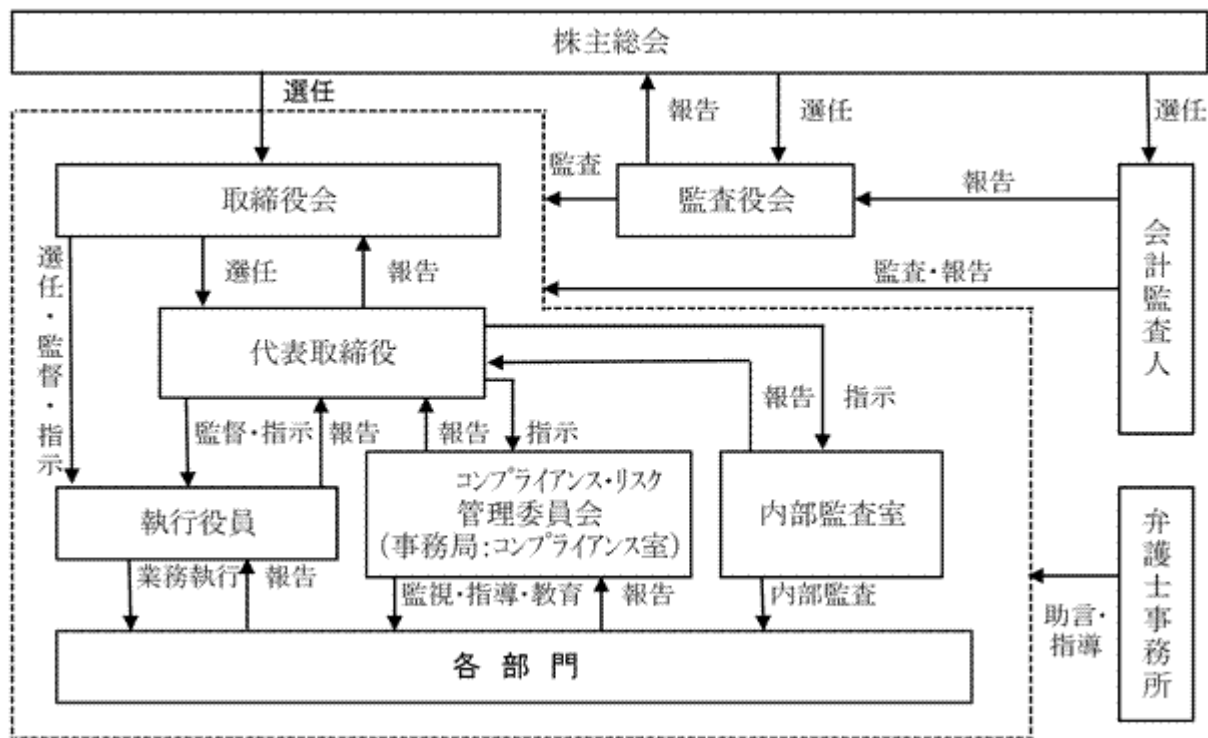 株主総会
選任
報告
選任
選任
取締役会
監査
監査役会
報告
会計監査人
選任・監督・指示
選任
報告
監査・報告
代表取締役
監督・指示
報告
報告
指示
報告
指示
執行役員
コンプライアンス・リスク
管理委員会
(事務局:コンプライアンス室)
内部監査室
弁護士事務所
業務執行
報告
監視・指導・教育
報告
内部監査
助言・
指導
各部門